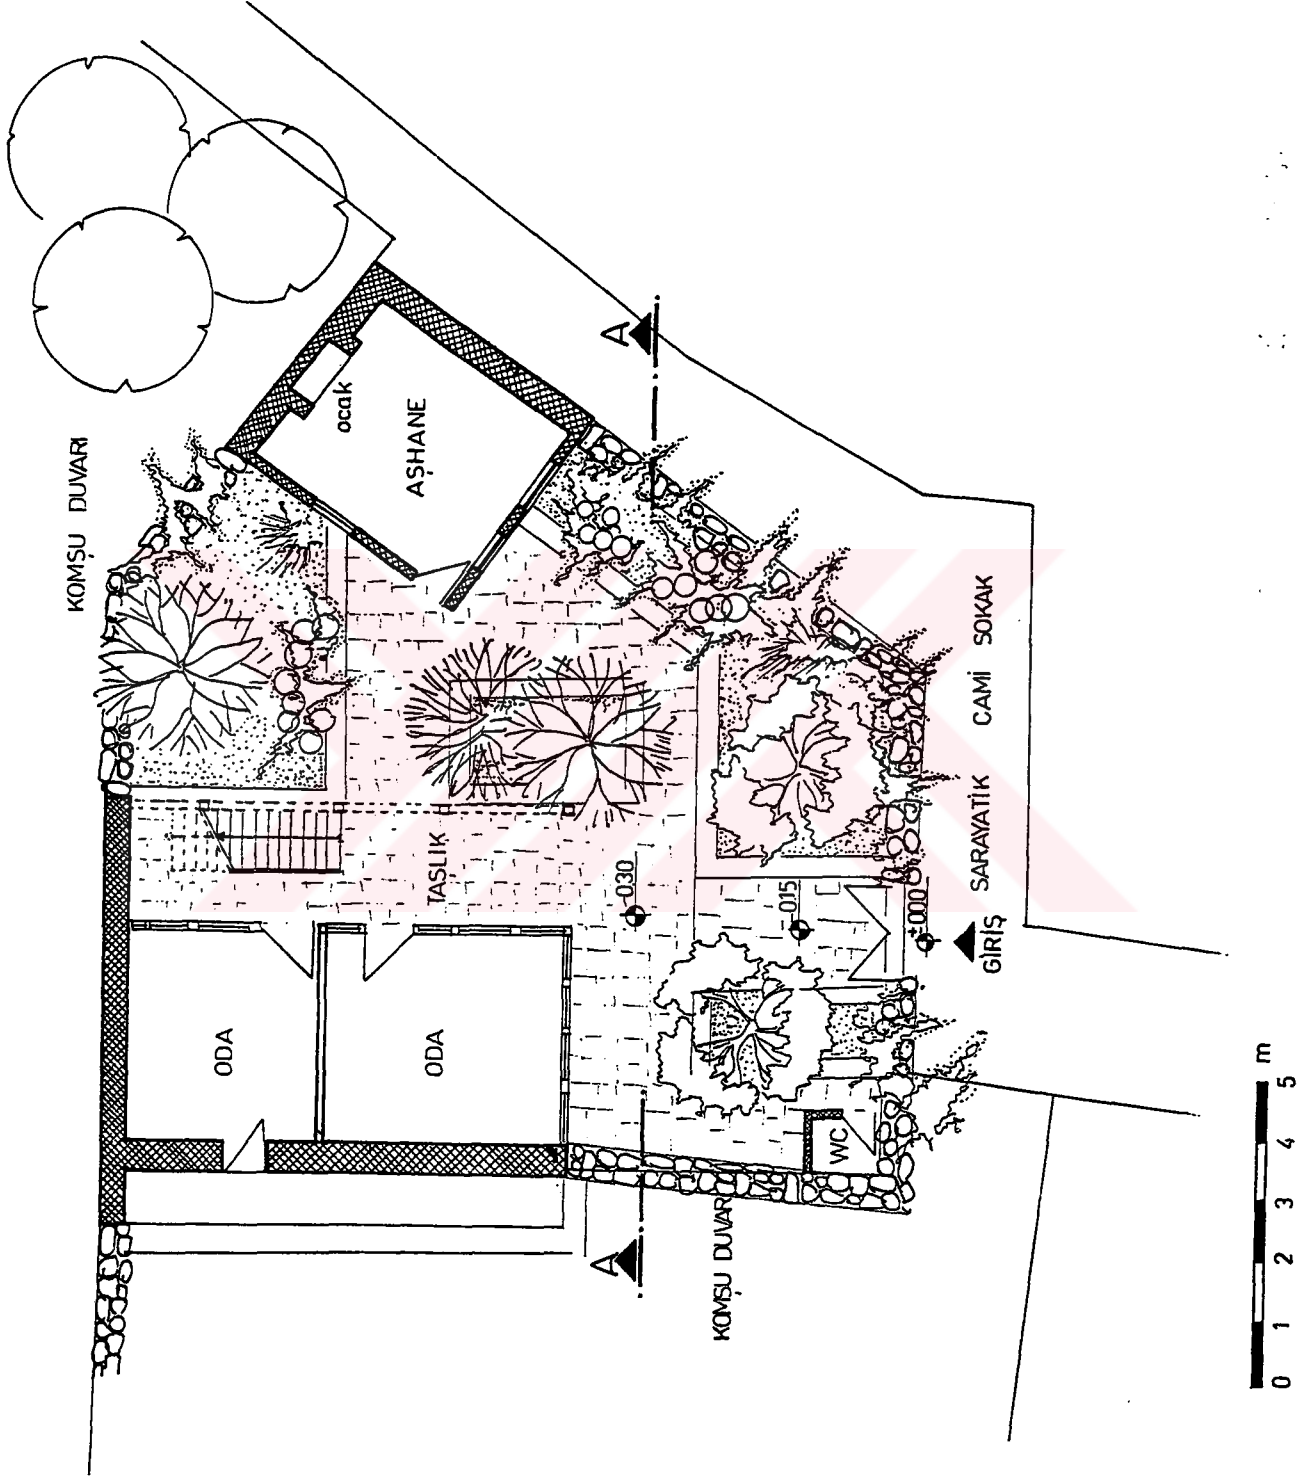 KOMŞU DUVARI
ocak
AŞHANE
A
ODA
ODA
TAŞLIK
-030
-015
±000
GİRİŞ
SARAYATİK CAMİ SOKAK
WC
A
KOMŞU DUVARI
0 1 2 3 4 5 m